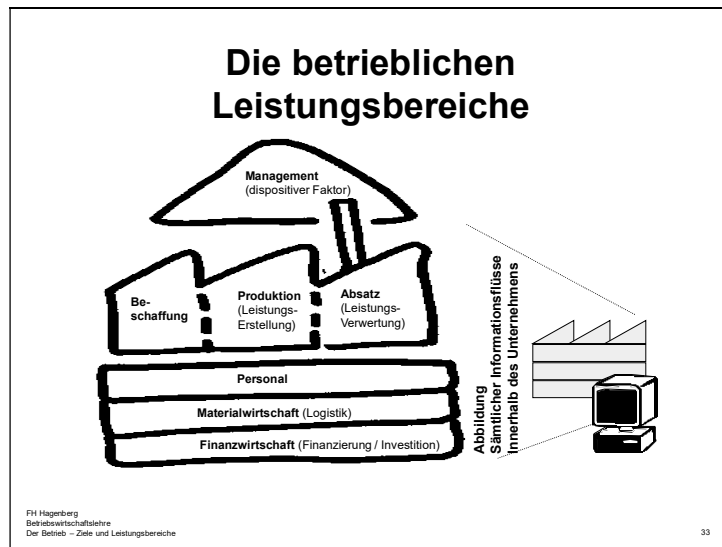 Die betrieblichen
Leistungsbereiche
Management
(dispositiver Faktor)
Be-
schaffung
Produktion
(Leistungs-
Erstellung)
Absatz
(Leistungs-
Verwertung)
Personal
Materialwirtschaft (Logistik)
Finanzwirtschaft (Finanzierung / Investition)
Abbildung
Sämtlicher Informationsflüsse
Innerhalb des Unternehmens
FH Hagenberg
Betriebswirtschaftslehre
Der Betrieb – Ziele und Leistungsbereiche
33